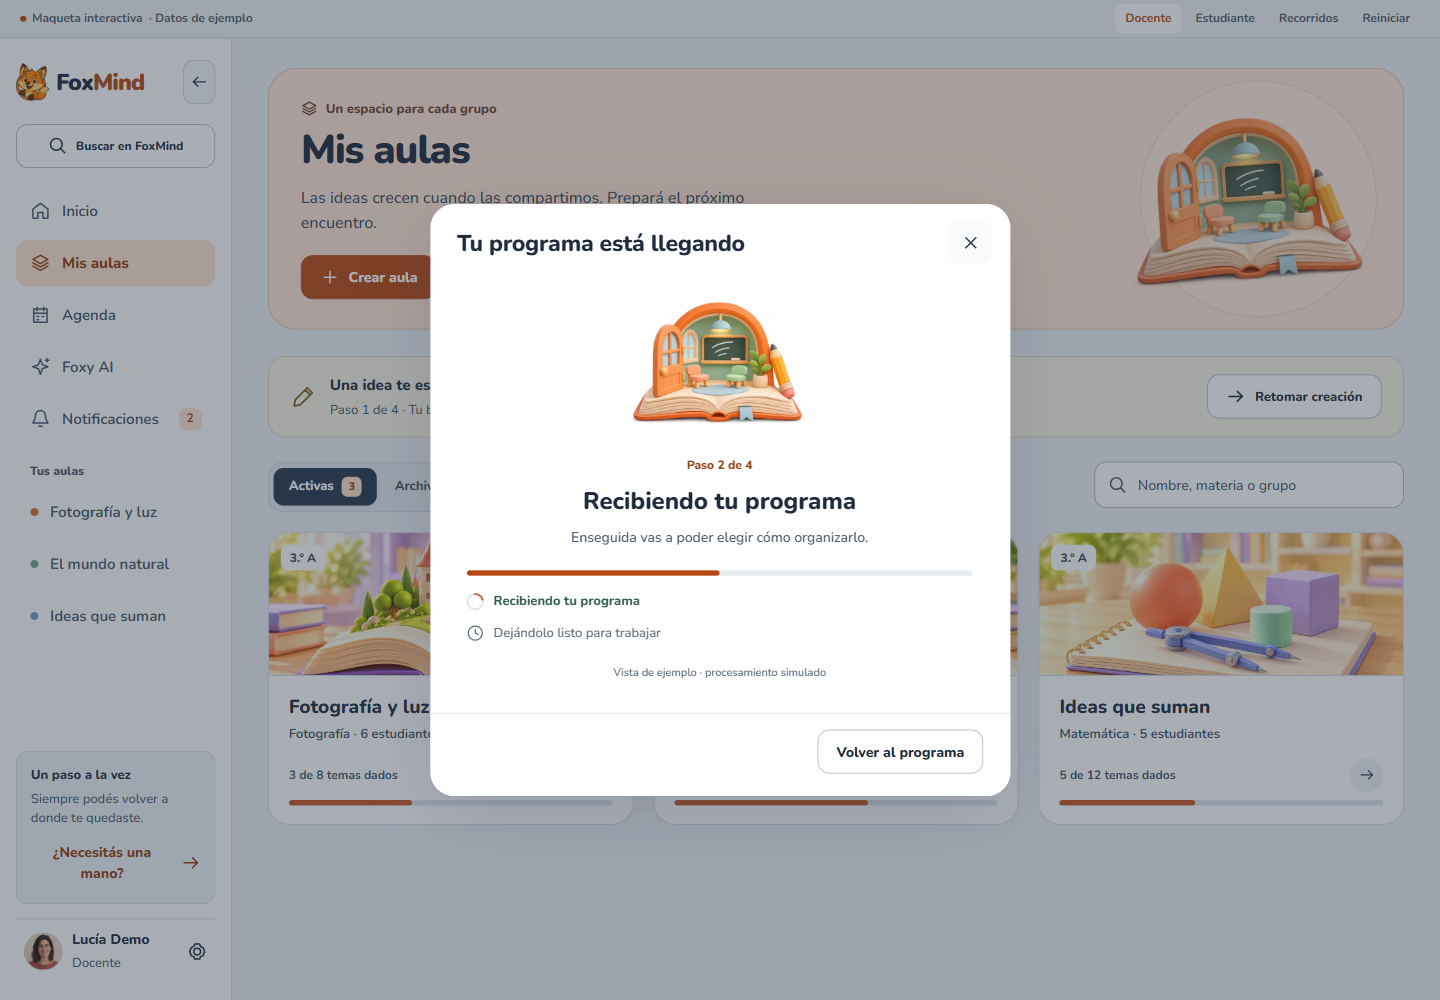 Maqueta interactiva · Datos de ejemplo
Docente
Estudiante
Recorridos
Reiniciar
FoxMind
Buscar en FoxMind
Inicio
Mis aulas
Agenda
Foxy AI
Notificaciones 2
Tus aulas
Fotografía y luz
El mundo natural
Ideas que suman
Un paso a la vez
Siempre podés volver a
donde te quedaste.
¿Necesitás una
mano?
Lucía Demo
Docente
Un espacio para cada grupo
Mis aulas
Las ideas crecen cuando las compartimos. Prepará el próximo
encuentro.
Crear aula
Una idea te es
Paso 1 de 4 · Tu
Retomar creación
Activas 3
Archiv
Nombre, materia o grupo
3.º A
Fotografía y luz
Fotografía · 6 estudiante
3 de 8 temas dados
3.º A
Ideas que suman
Matemática · 5 estudiantes
5 de 12 temas dados
Tu programa está llegando
Paso 2 de 4
Recibiendo tu programa
Enseguida vas a poder elegir cómo organizarlo.
Recibiendo tu programa
Dejándolo listo para trabajar
Vista de ejemplo · procesamiento simulado
Volver al programa